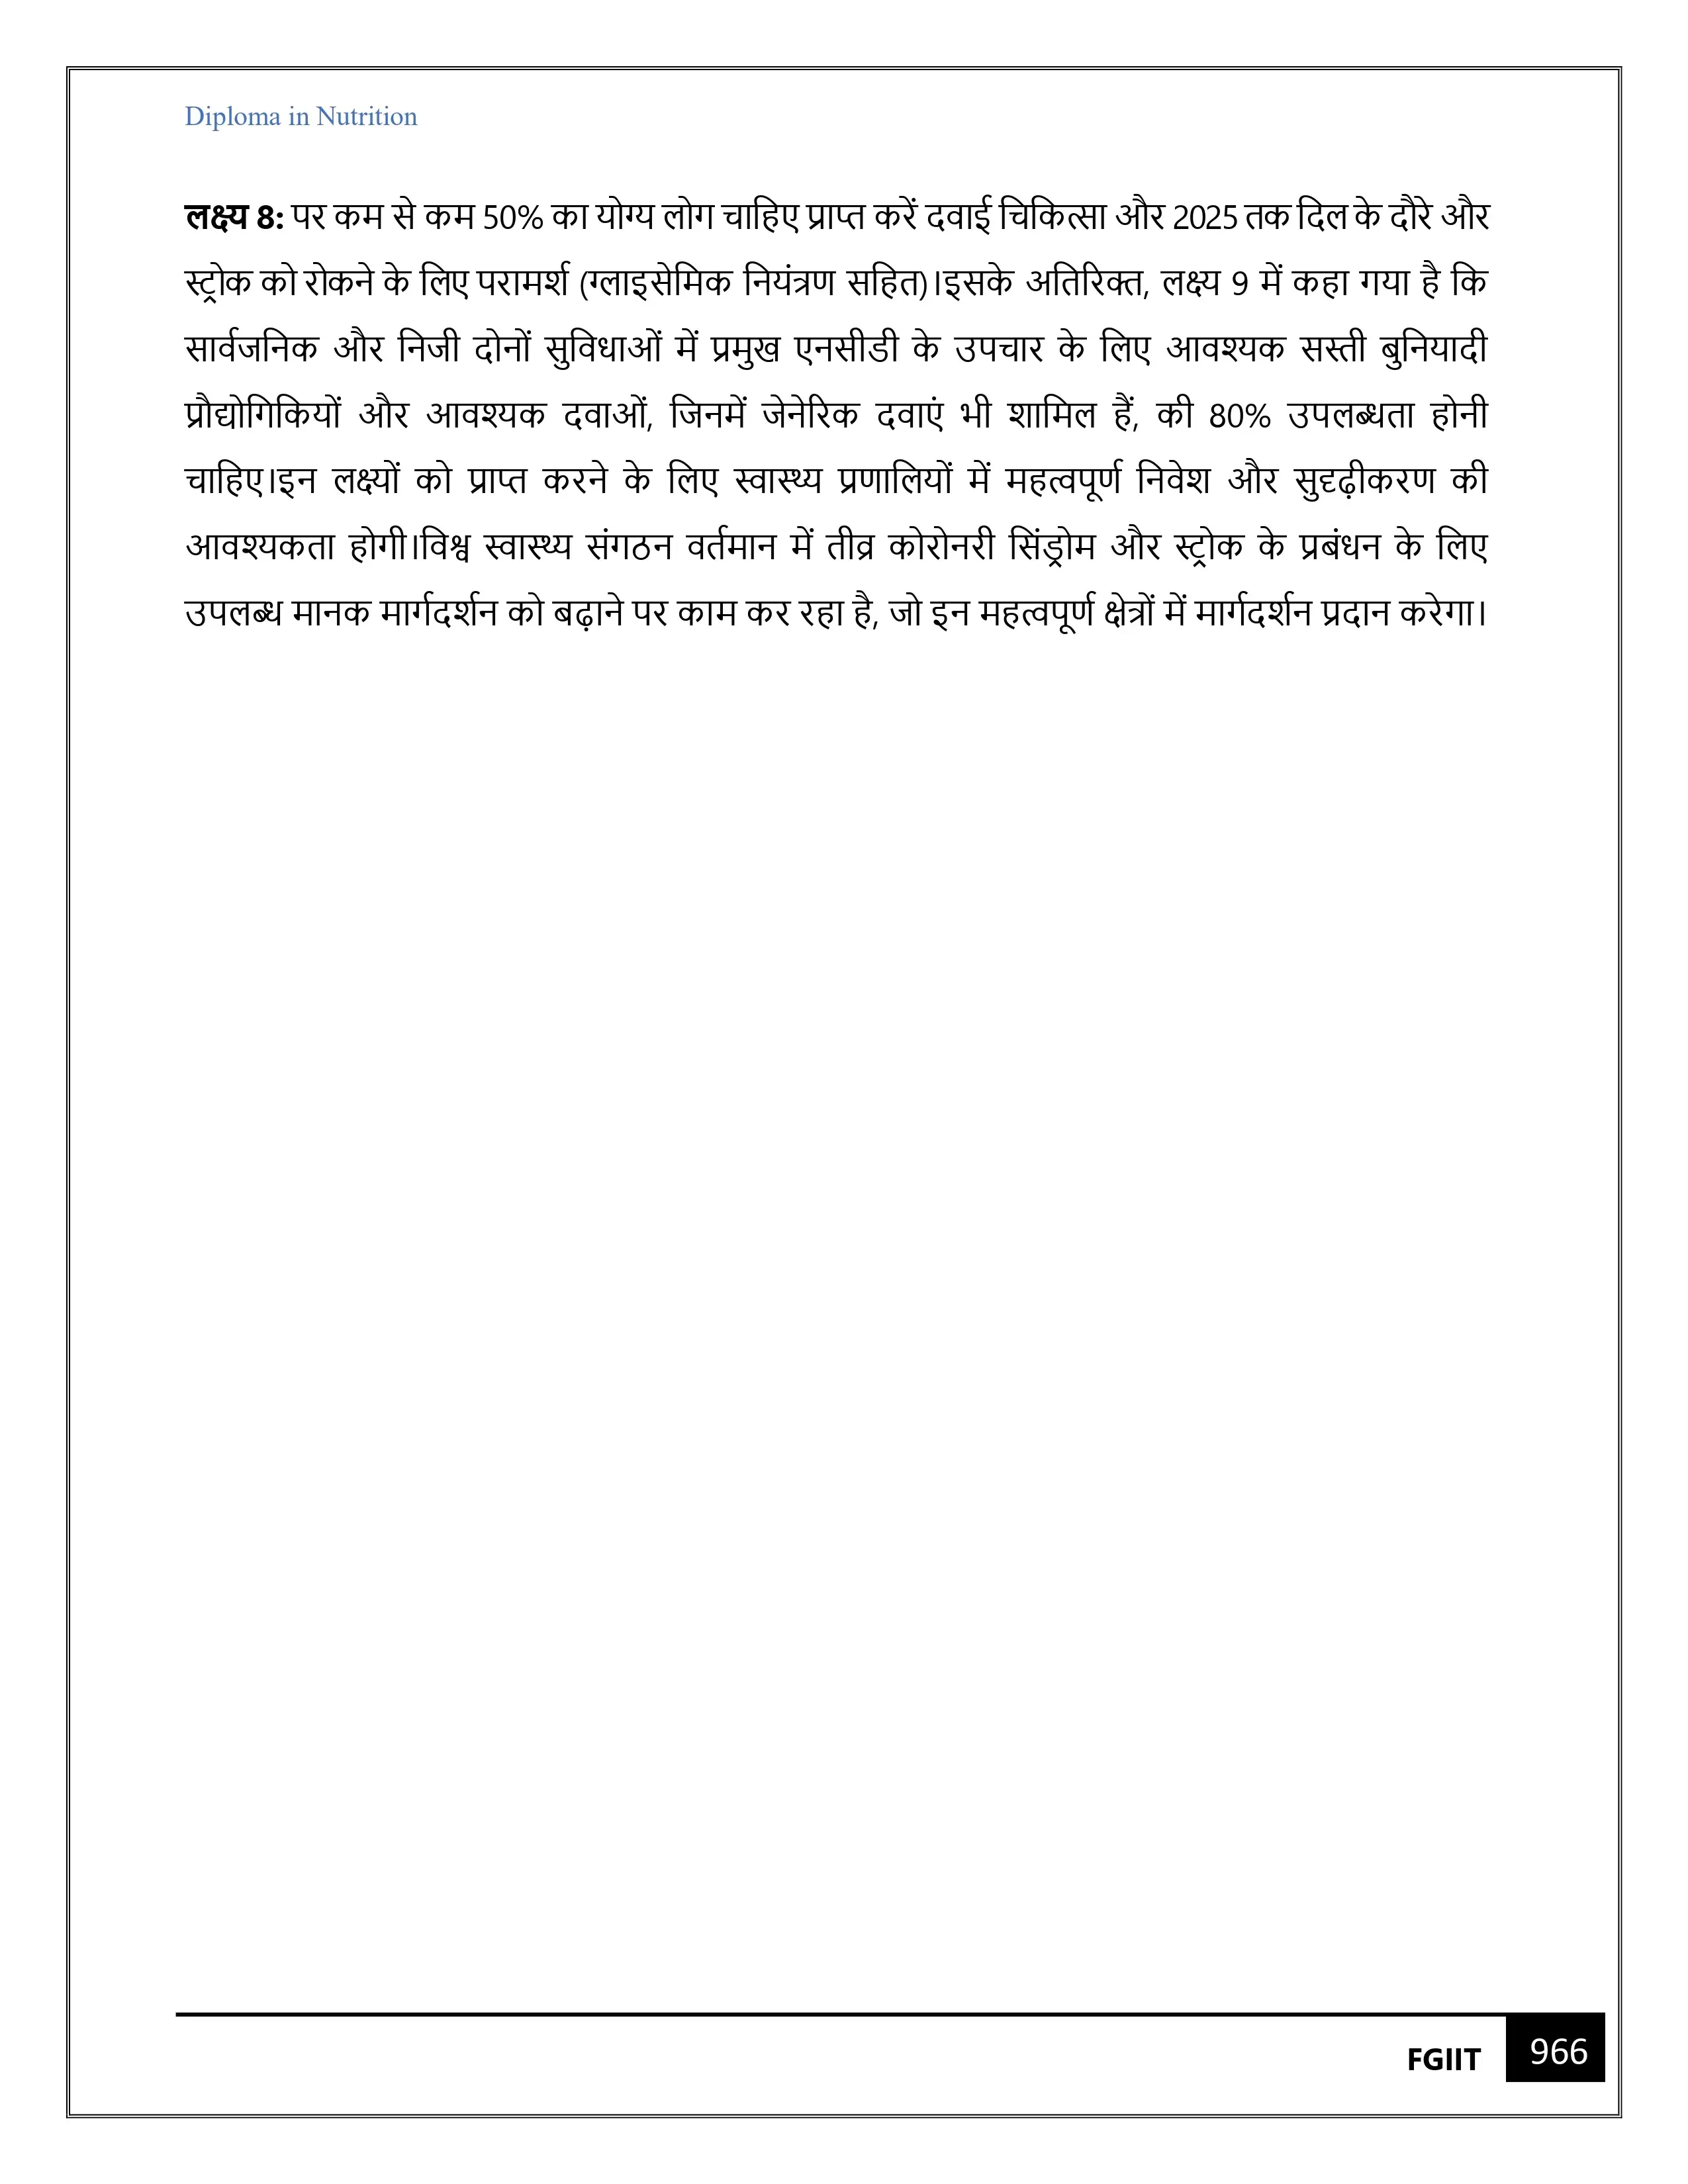 Diploma in Nutrition
लक्ष्य 8: पर कम से कम 50% का योग्य लोग चाहिए प्राप्त करें दवाई चिकित्सा और 2025 तक दिल के दौरे और
स्ट्रोक को रोकने के लिए परामर्श (ग्लाइसेमिक नियंत्रण सहित)।इसके अतिरिक्त, लक्ष्य 9 में कहा गया है कि
सार्वजनिक और निजी दोनों सुविधाओं में प्रमुख एनसीडी के उपचार के लिए आवश्यक सस्ती बुनियादी
प्रौद्योगिकियों और आवश्यक दवाओं, जिनमें जेनेरिक दवाएं भी शामिल हैं, की 80% उपलब्धता होनी
चाहिए।इन लक्ष्यों को प्राप्त करने के लिए स्वास्थ्य प्रणालियों में महत्वपूर्ण निवेश और सुदृढ़ीकरण की
आवश्यकता होगी।विश्व स्वास्थ्य संगठन वर्तमान में तीव्र कोरोनरी सिंड्रोम और स्ट्रोक के प्रबंधन के लिए
उपलब्ध मानक मार्गदर्शन को बढ़ाने पर काम कर रहा है, जो इन महत्वपूर्ण क्षेत्रों में मार्गदर्शन प्रदान करेगा।
FGIIT 966